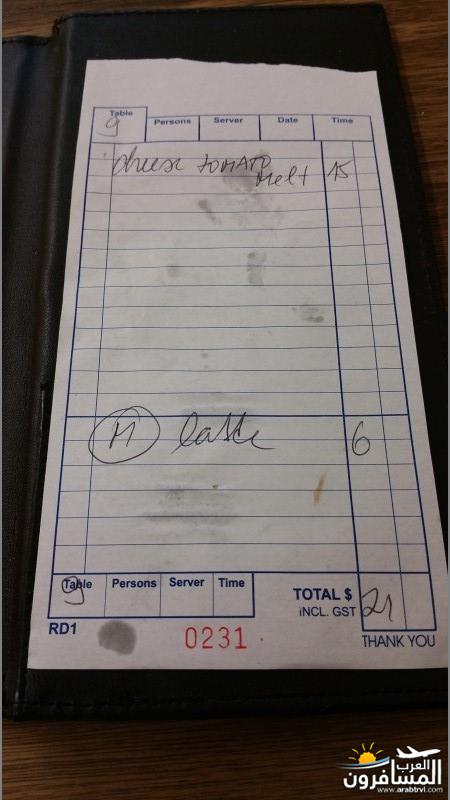 Table Persons Server Date Time
9
cheese TOMATO
Melt 15
M latte 6
Table Persons Server Time
9
TOTAL $ 21
INCL. GST
RD1
0231
THANK YOU
العرب
المسافرون
www.arabtrvl.com